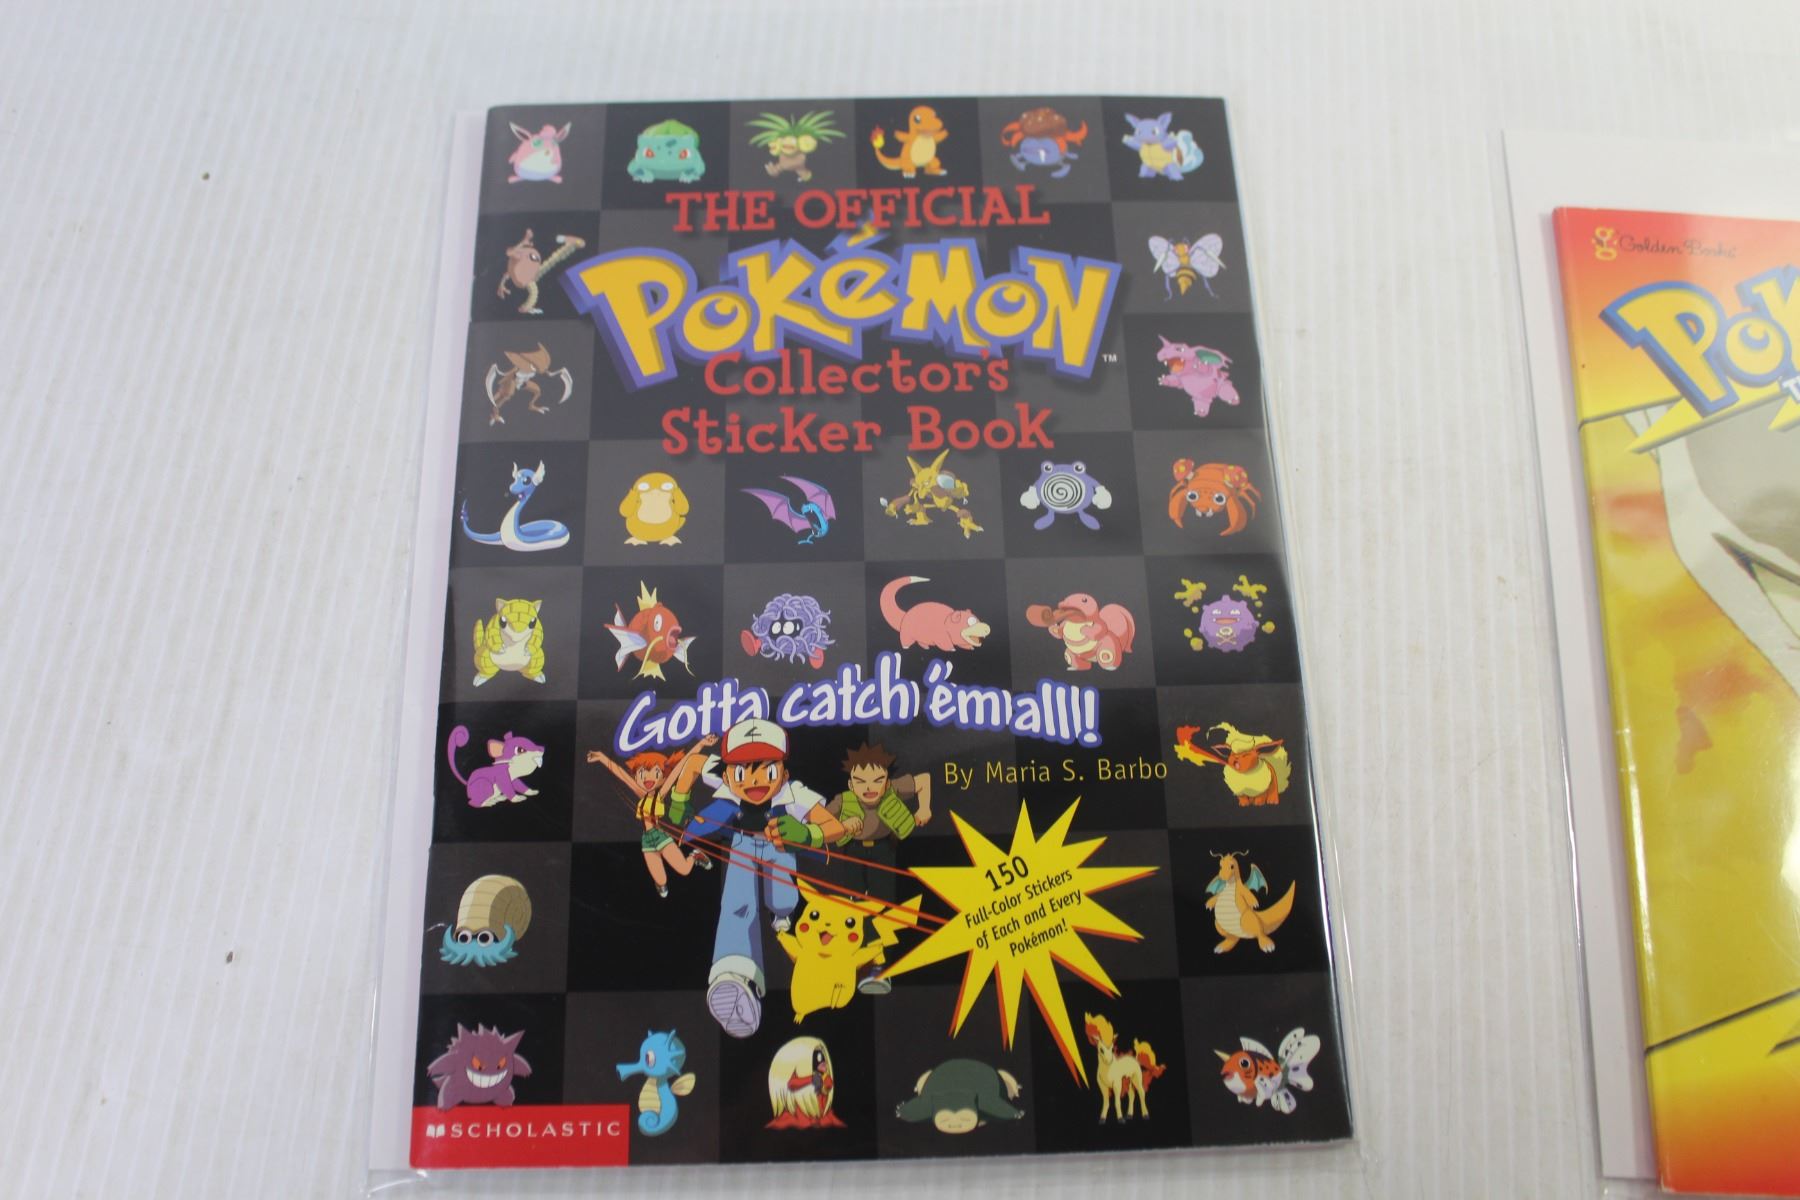 THE OFFICIAL
POKéMON™
Collector's
Sticker Book
Gotta catch 'em all!
By Maria S. Barbo
150
Full-Color Stickers
of Each and Every
Pokémon!
SCHOLASTIC
g Golden Books